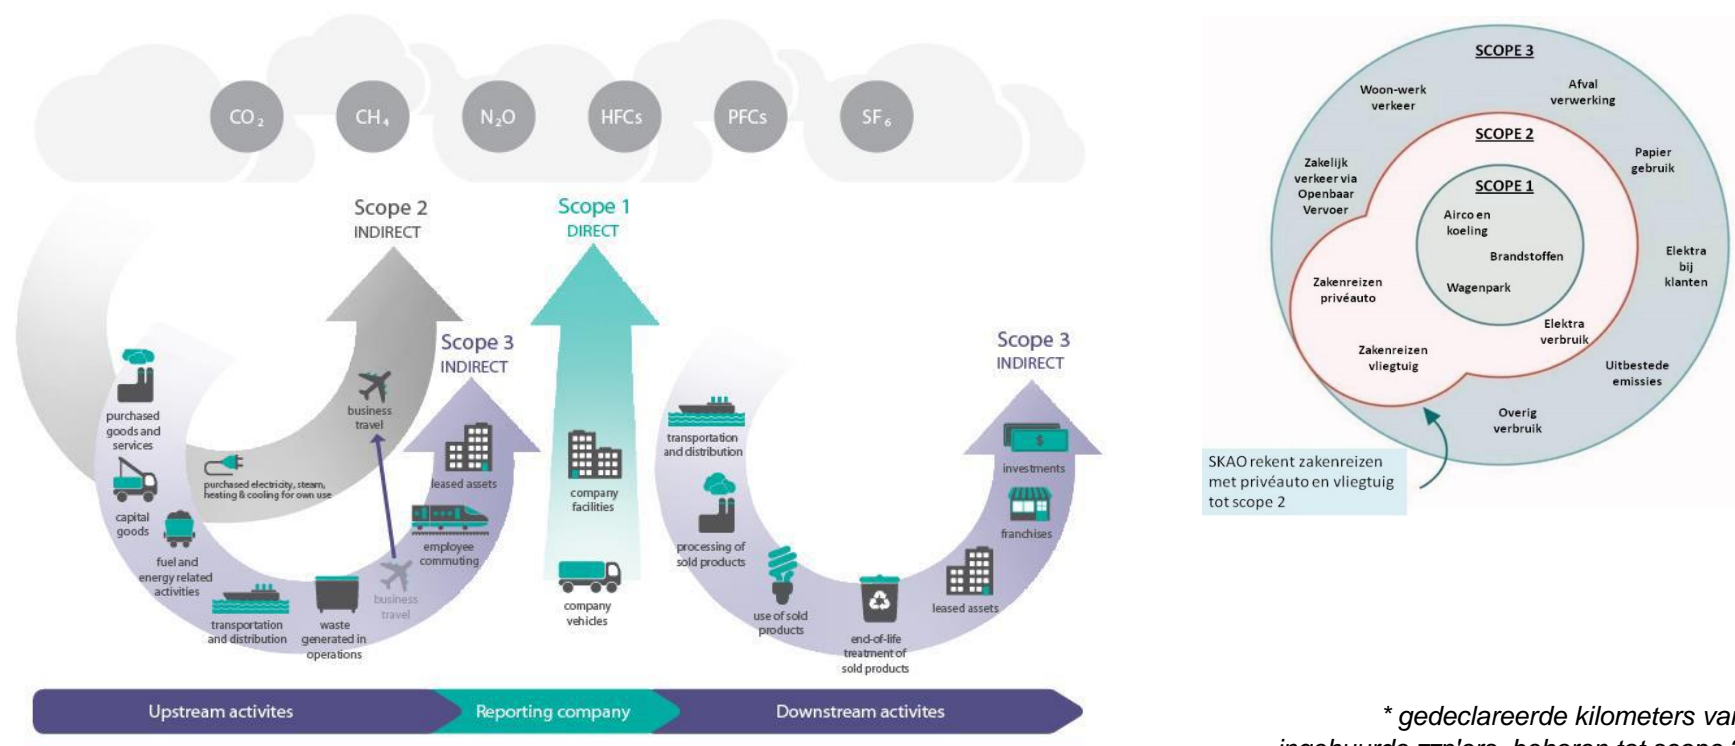 CO₂
CH₄
N₂O
HFCs
PFCs
SF₆
Scope 2
INDIRECT
Scope 1
DIRECT
Scope 3
INDIRECT
Scope 3
INDIRECT
purchased
goods and
services
capital
goods
fuel and
energy related
activities
transportation
and distribution
waste
generated in
operations
business
travel
employee
commuting
leased assets
purchased electricity, steam,
heating & cooling for own use
business
travel
company
facilities
company
vehicles
transportation
and distribution
processing of
sold products
use of sold
products
end-of-life
treatment of
sold products
leased assets
franchises
investments
$
Upstream activites
Reporting company
Downstream activites
SCOPE 3
Woon-werk
verkeer
Afval
verwerking
Zakelijk
verkeer via
Openbaar
Vervoer
Papier
gebruik
Elektra
bij
klanten
Uitbestede
emissies
Overig
verbruik
SCOPE 2
Zakenreizen
privéauto
Zakenreizen
vliegtuig
Elektra
verbruik
SCOPE 1
Airco en
koeling
Brandstoffen
Wagenpark
SKAO rekent zakenreizen
met privéauto en vliegtuig
tot scope 2
* gedeclareerde kilometers